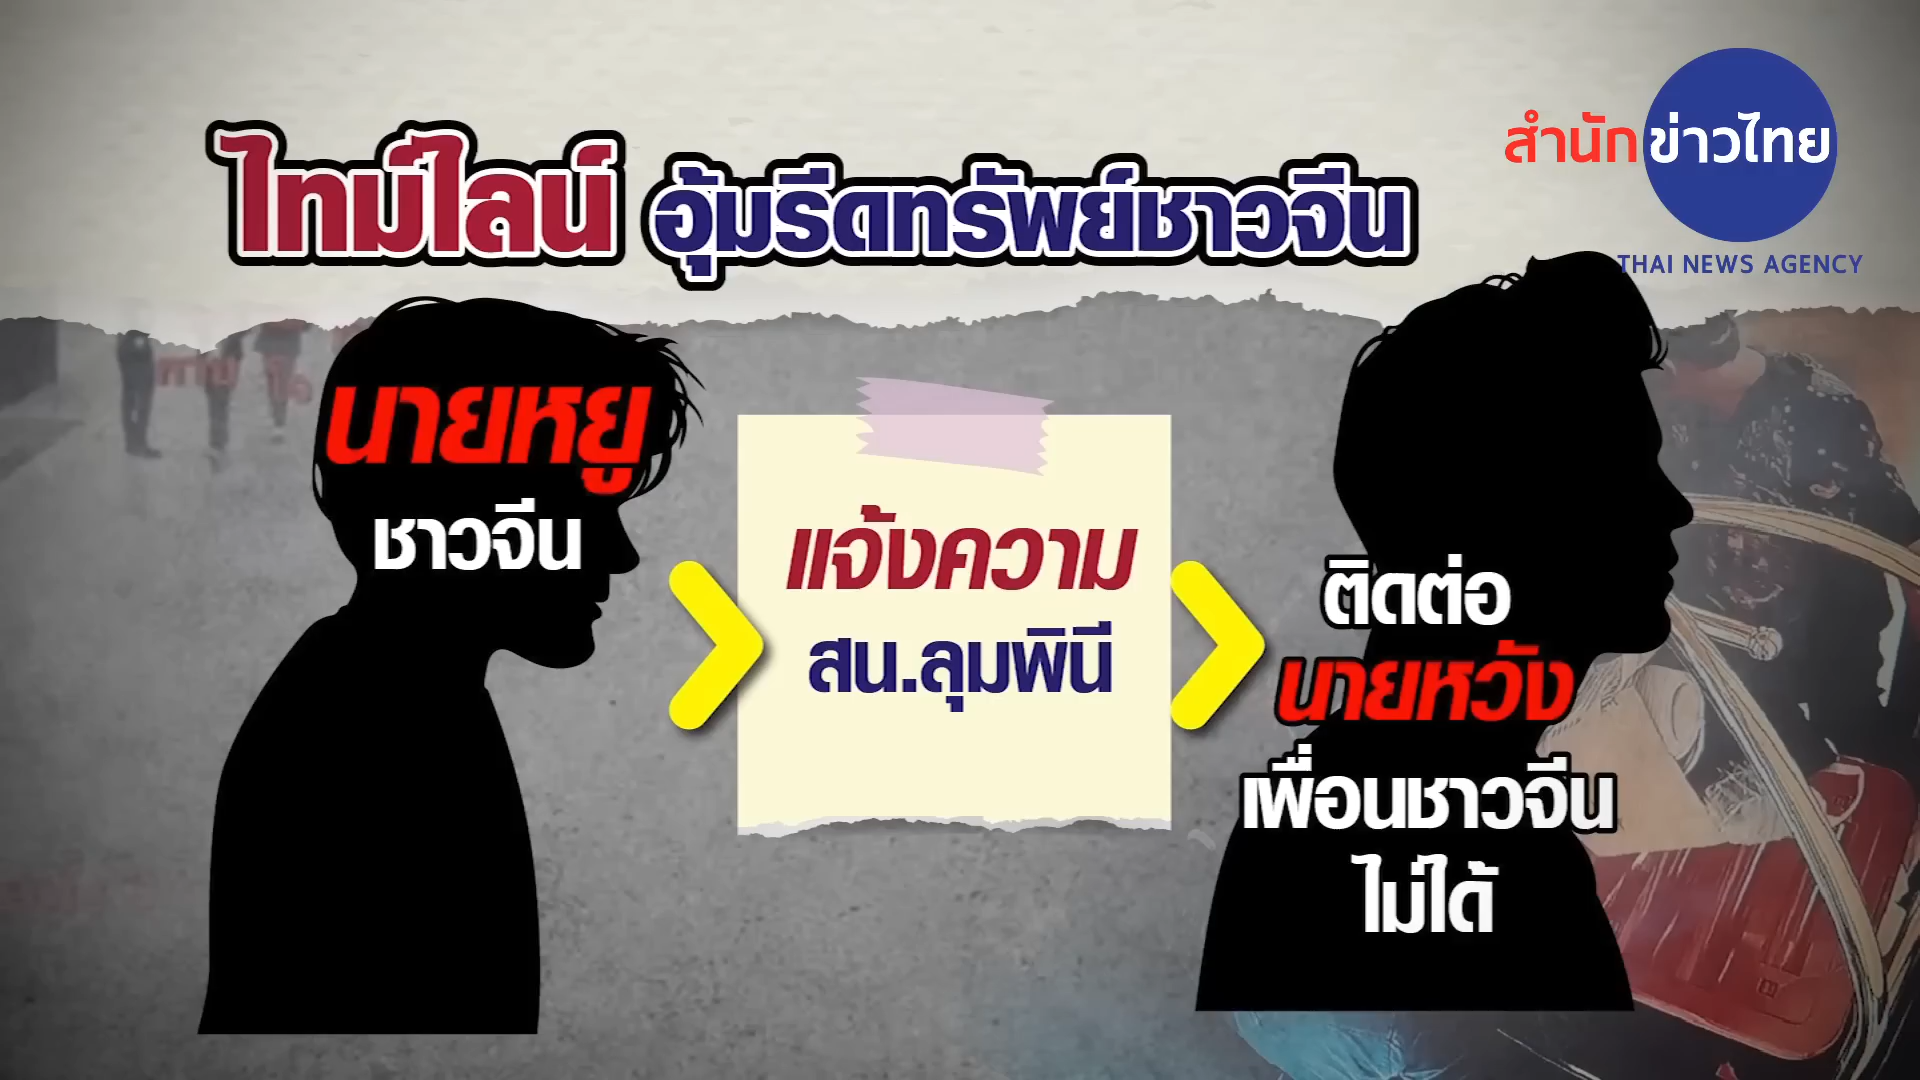 สำนักข่าวไทย
THAI NEWS AGENCY
ไทม์ไลน์ อุ้มรีดทรัพย์ชาวจีน
นายหยู
ชาวจีน
แจ้งความ
สน.ลุมพินี
ติดต่อ
นายหวัง
เพื่อนชาวจีน
ไม่ได้